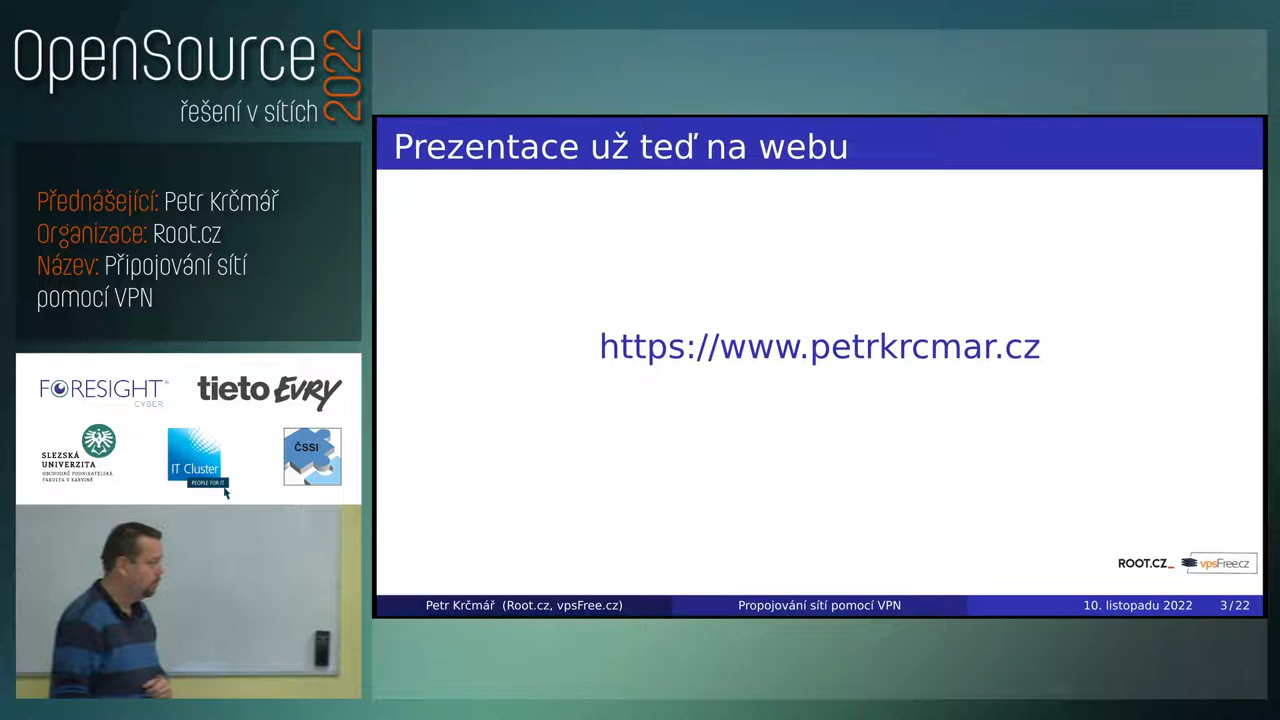 OpenSource
2022
řešení v sítích
Přednášející: Petr Krčmář
Organizace: Root.cz
Název: Připojování sítí
pomocí VPN
FORESIGHT
CYBER
tieto Evry
SLEZSKÁ
UNIVERZITA
OBCHODNĚ PODNIKATELSKÁ
FAKULTA V KARVINÉ
IT Cluster
PEOPLE FOR IT
ČSSI
Prezentace už teď na webu
https://www.petrkrcmar.cz
ROOT.CZ_
vpsFree.cz
Petr Krčmář (Root.cz, vpsFree.cz)
Propojování sítí pomocí VPN
10. listopadu 2022
3/22